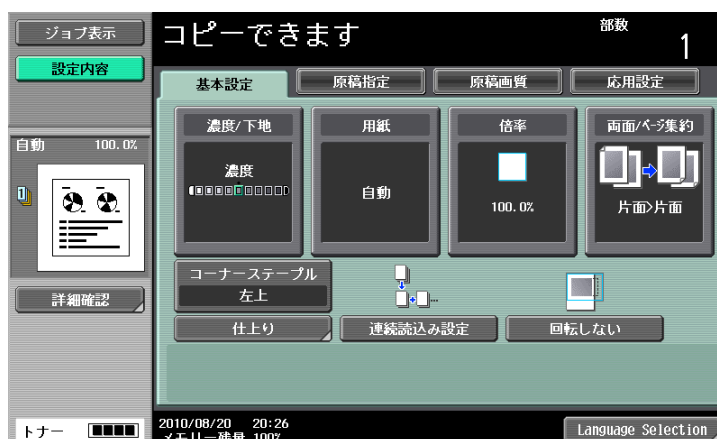 ジョブ表示
設定内容
コピーできます
部数
1
基本設定
原稿指定
原稿画質
応用設定
自動 100.0%
濃度/下地
濃度
用紙
自動
倍率
100.0%
両面/ページ集約
片面>片面
詳細確認
コーナーステープル
左上
仕上り
連続読込み設定
回転しない
トナー
2010/08/20 20:26
メモリー残量 100%
Language Selection